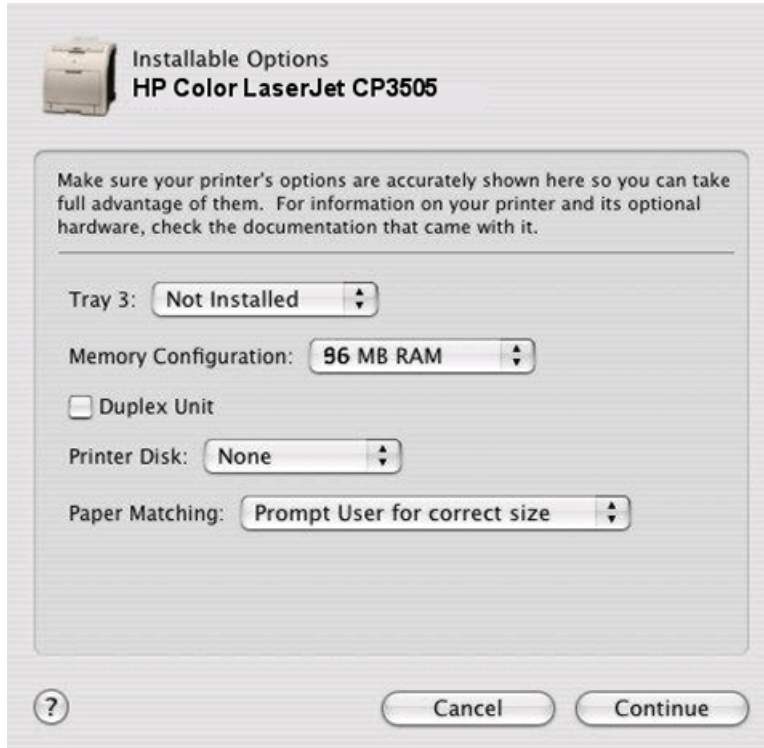 Installable Options
HP Color LaserJet CP3505
Make sure your printer's options are accurately shown here so you can take
full advantage of them.  For information on your printer and its optional
hardware, check the documentation that came with it.
Tray 3: Not Installed
Memory Configuration: 96 MB RAM
Duplex Unit
Printer Disk: None
Paper Matching: Prompt User for correct size
? Cancel Continue